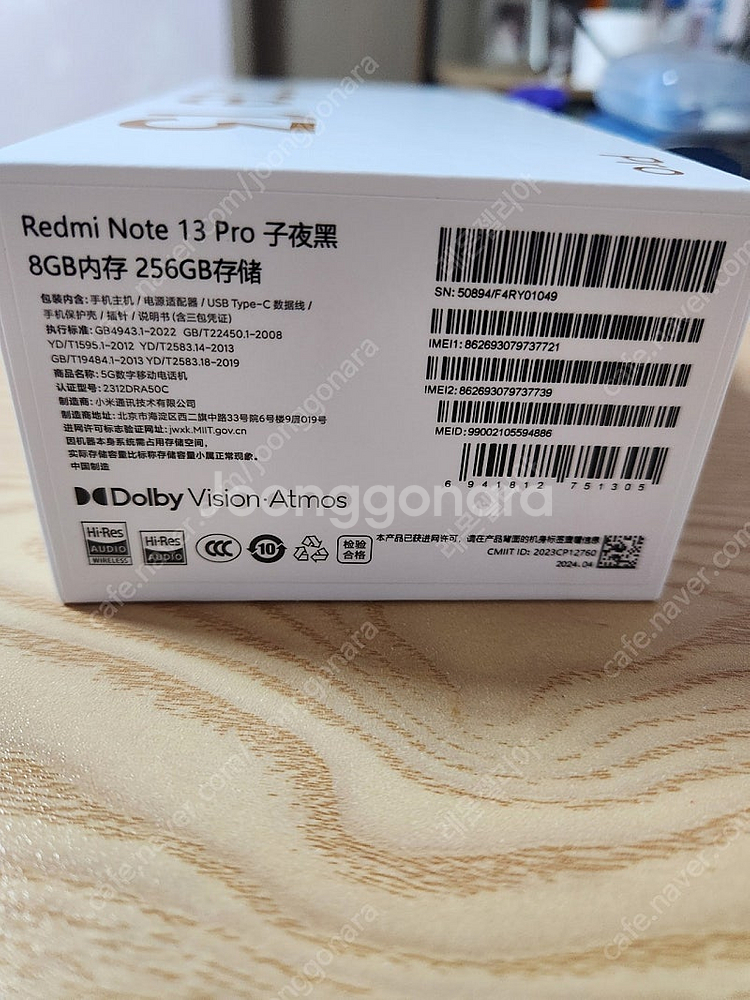 13
Pro
Redmi Note 13 Pro 子夜黑
8GB内存 256GB存储
包装内含: 手机主机 / 电源适配器 / USB Type-C 数据线 /
手机保护壳 / 插针 / 说明书 (含三包凭证)
执行标准: GB4943.1-2022 GB/T22450.1-2008
YD/T1595.1-2012 YD/T2583.14-2013
GB/T19484.1-2013 YD/T2583.18-2019
商品名称: 5G数字移动电话机
认证型号: 2312DRA50C
制造商: 小米通讯技术有限公司
制造商地址: 北京市海淀区西二旗中路33号院6号楼9层019号
进网许可标志验证网址: jwxk.MIIT.gov.cn
因机器本身系统需占用存储空间,
实际存储容量比标称存储容量小属正常现象。
中国制造
SN: 50894/F4RY01049
IMEI1: 862693079737721
IMEI2: 862693079737739
MEID: 99002105594886
6 941812 751305
Dolby Vision·Atmos
Hi-Res
AUDIO
WIRELESS
Hi-Res
AUDIO
CCC
10
检验
合格
本产品已获进网许可，请在产品背面的机身标签查看信息
CMIIT ID: 2023CP12760
2024.04
Joonggonara
cafe.naver.com/joonggonara